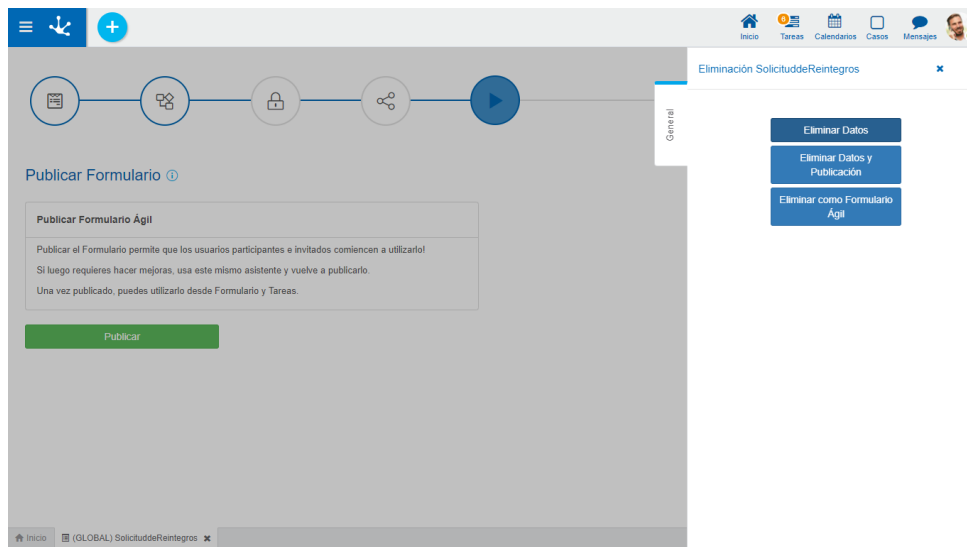 Inicio
6
Tareas
Calendarios
Casos
Mensajes
Eliminación SolicituddeReintegros
General
Eliminar Datos
Eliminar Datos y
Publicación
Eliminar como Formulario
Ágil
Publicar Formulario
Publicar Formulario Ágil
Publicar el Formulario permite que los usuarios participantes e invitados comiencen a utilizarlo!
Si luego requieres hacer mejoras, usa este mismo asistente y vuelve a publicarlo.
Una vez publicado, puedes utilizarlo desde Formulario y Tareas.
Publicar
Inicio
(GLOBAL) SolicituddeReintegros